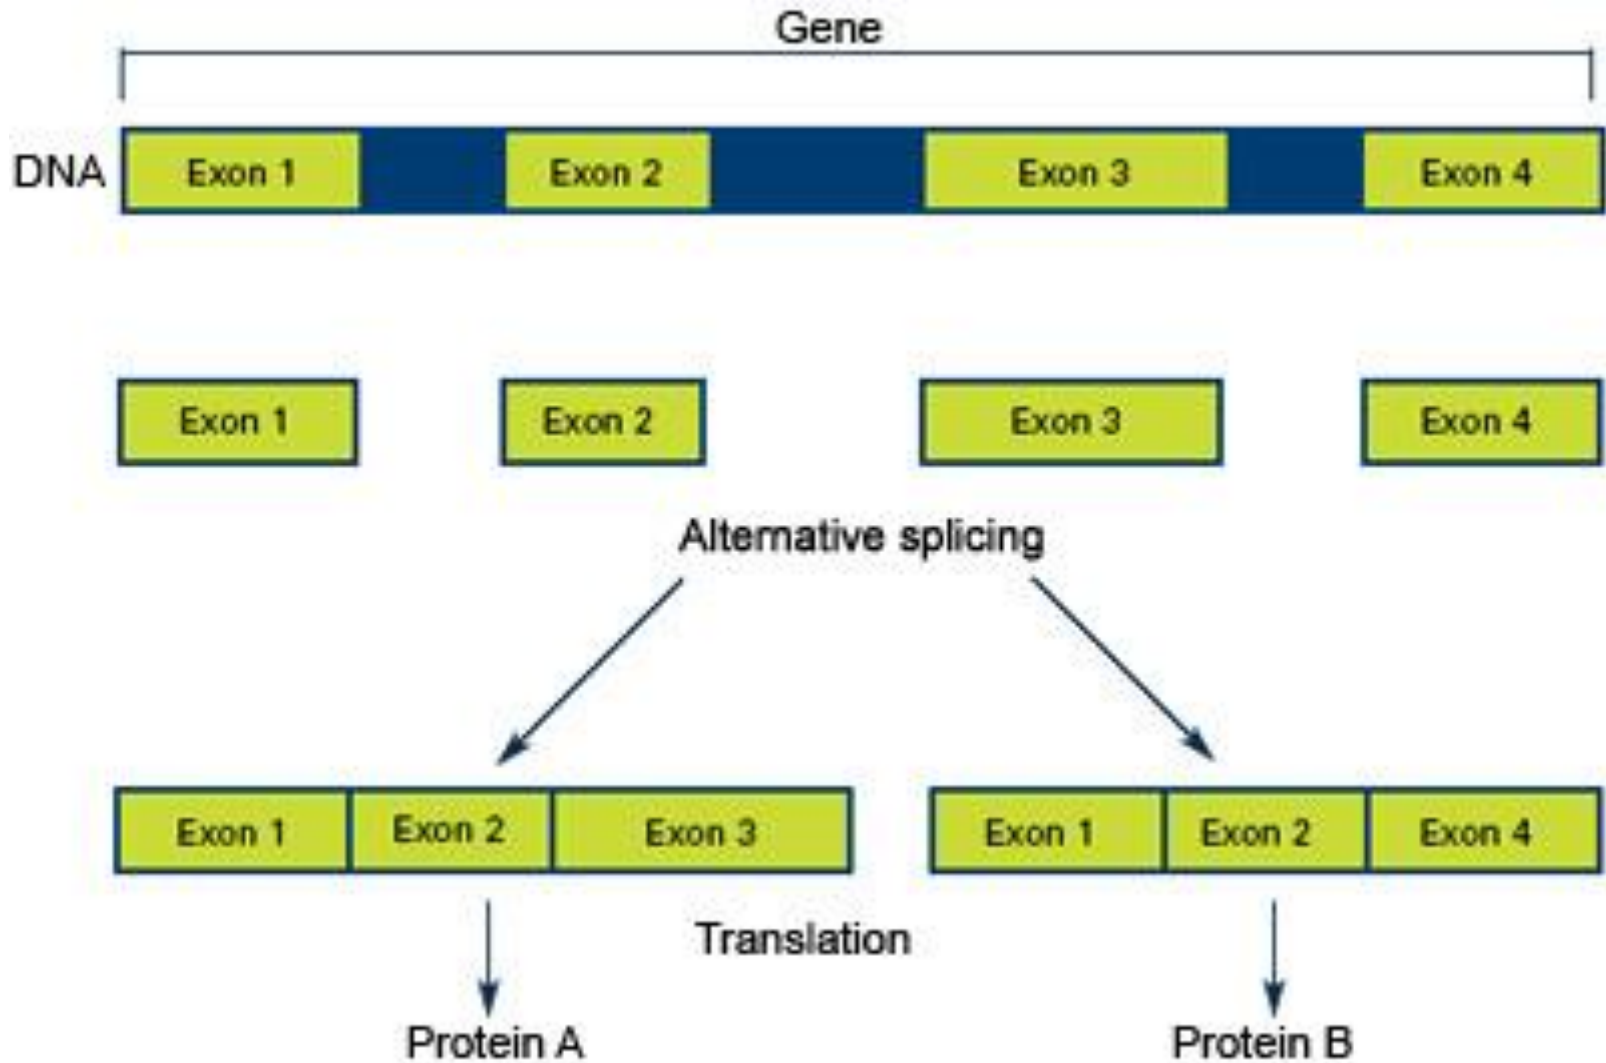 Gene
DNA
Exon 1
Exon 2
Exon 3
Exon 4
Exon 1
Exon 2
Exon 3
Exon 4
Alternative splicing
Exon 1
Exon 2
Exon 3
Exon 1
Exon 2
Exon 4
Translation
Protein A
Protein B